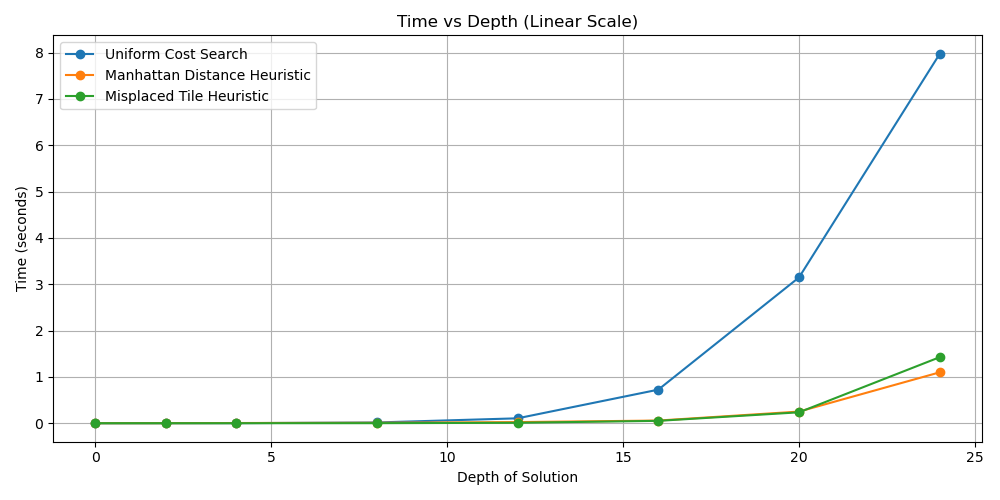 Time vs Depth (Linear Scale)
Uniform Cost Search
Manhattan Distance Heuristic
Misplaced Tile Heuristic
Time (seconds)
8
7
6
5
4
3
2
1
0
0 5 10 15 20 25
Depth of Solution